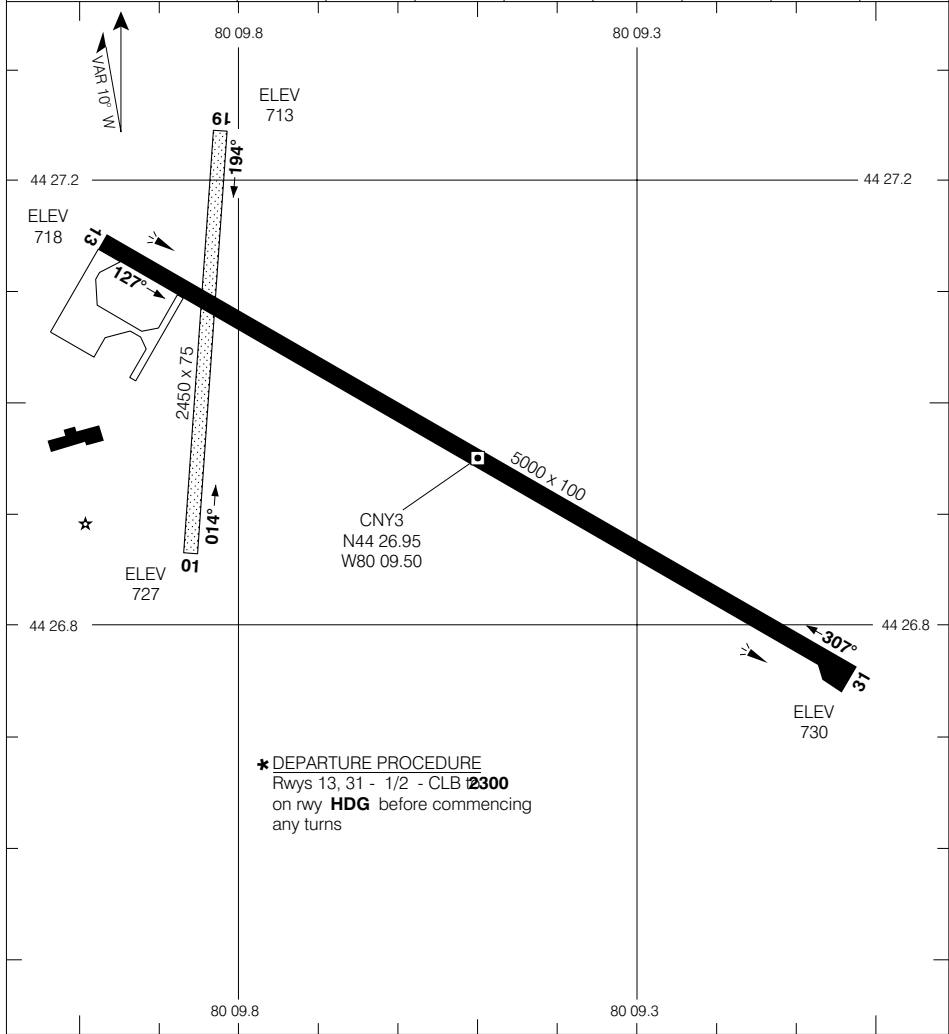 80 09.8
80 09.3
VAR 10° W
ELEV
713
19
194°
44 27.2
44 27.2
ELEV
718
13
127°
2450 x 75
5000 x 100
CNY3
N44 26.95
W80 09.50
014°
01
ELEV
727
44 26.8
44 26.8
307°
31
ELEV
730
* DEPARTURE PROCEDURE
Rwys 13, 31 - 1/2 - CLB to 2300
on rwy HDG before commencing
any turns
80 09.8
80 09.3